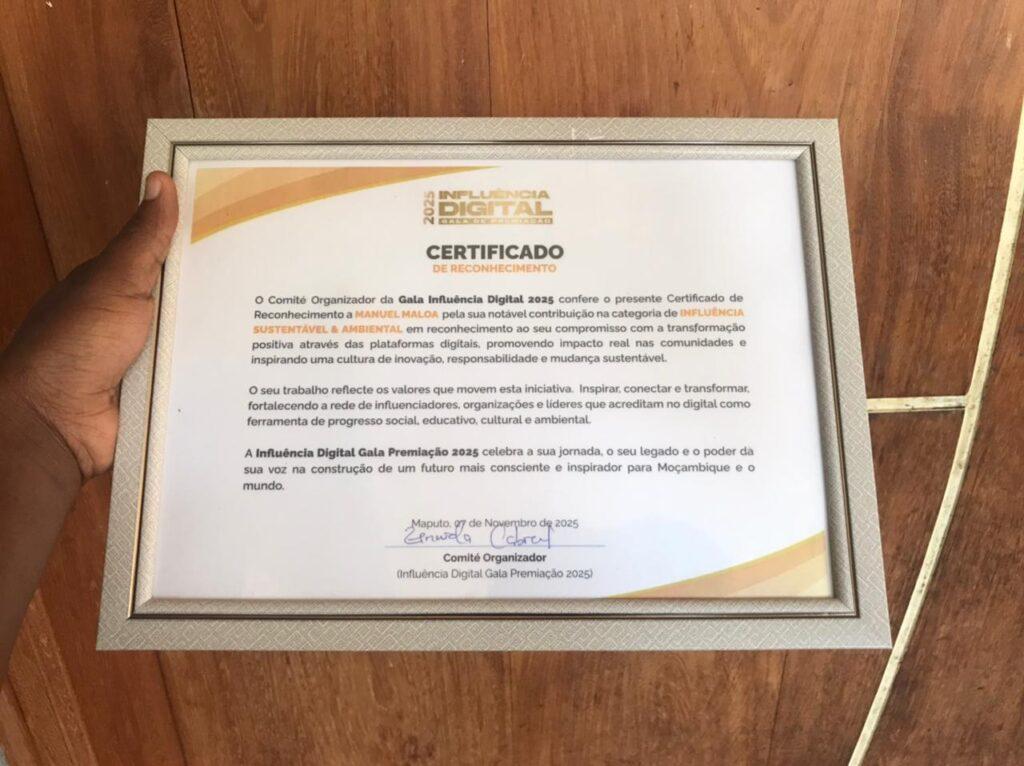 2025 INFLUÊNCIA
DIGITAL
GALA DE PREMIAÇÃO
CERTIFICADO
DE RECONHECIMENTO
O Comité Organizador da Gala Influência Digital 2025 confere o presente Certificado de
Reconhecimento a MANUEL MALOA pela sua notável contribuição na categoria de INFLUÊNCIA
SUSTENTÁVEL & AMBIENTAL em reconhecimento ao seu compromisso com a transformação
positiva através das plataformas digitais, promovendo impacto real nas comunidades e
inspirando uma cultura de inovação, responsabilidade e mudança sustentável.
O seu trabalho reflecte os valores que movem esta iniciativa. Inspirar, conectar e transformar,
fortalecendo a rede de influenciadores, organizações e líderes que acreditam no digital como
ferramenta de progresso social, educativo, cultural e ambiental.
A Influência Digital Gala Premiação 2025 celebra a sua jornada, o seu legado e o poder da
sua voz na construção de um futuro mais consciente e inspirador para Moçambique e o
mundo.
Maputo, 07 de Novembro de 2025
Comité Organizador
(Influência Digital Gala Premiação 2025)